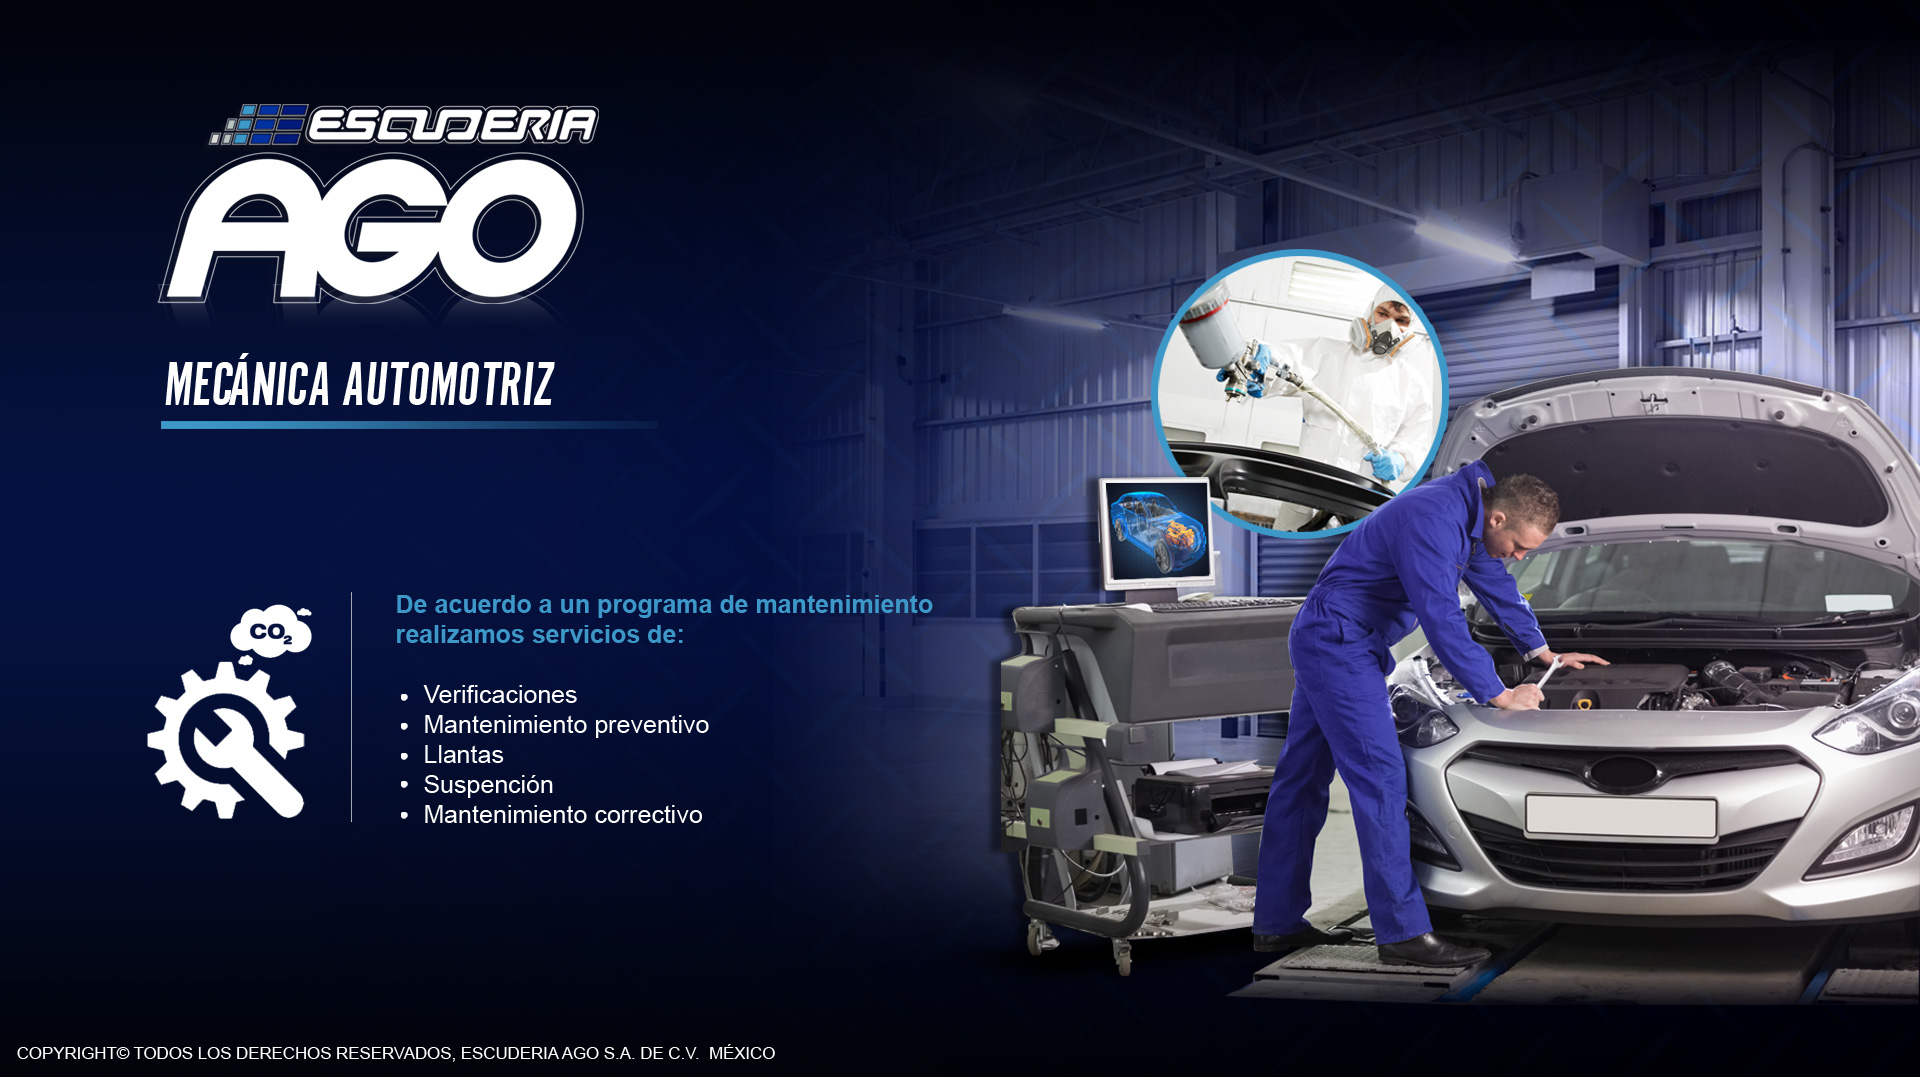 ESCUDERIA
AGO
MECÁNICA AUTOMOTRIZ
CO2
De acuerdo a un programa de mantenimiento
realizamos servicios de:
• Verificaciones
• Mantenimiento preventivo
• Llantas
• Suspención
• Mantenimiento correctivo
COPYRIGHT© TODOS LOS DERECHOS RESERVADOS, ESCUDERIA AGO S.A. DE C.V. MÉXICO